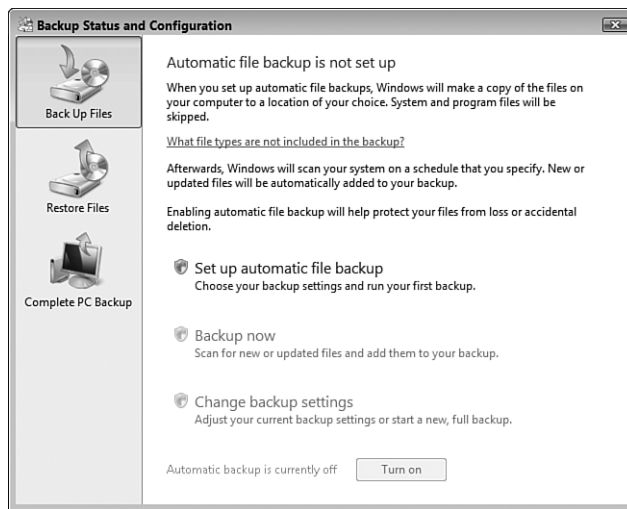 Backup Status and Configuration
Back Up Files
Restore Files
Complete PC Backup
Automatic file backup is not set up
When you set up automatic file backups, Windows will make a copy of the files on
your computer to a location of your choice. System and program files will be
skipped.
What file types are not included in the backup?
Afterwards, Windows will scan your system on a schedule that you specify. New or
updated files will be automatically added to your backup.
Enabling automatic file backup will help protect your files from loss or accidental
deletion.
Set up automatic file backup
Choose your backup settings and run your first backup.
Backup now
Scan for new or updated files and add them to your backup.
Change backup settings
Adjust your current backup settings or start a new, full backup.
Automatic backup is currently off
Turn on